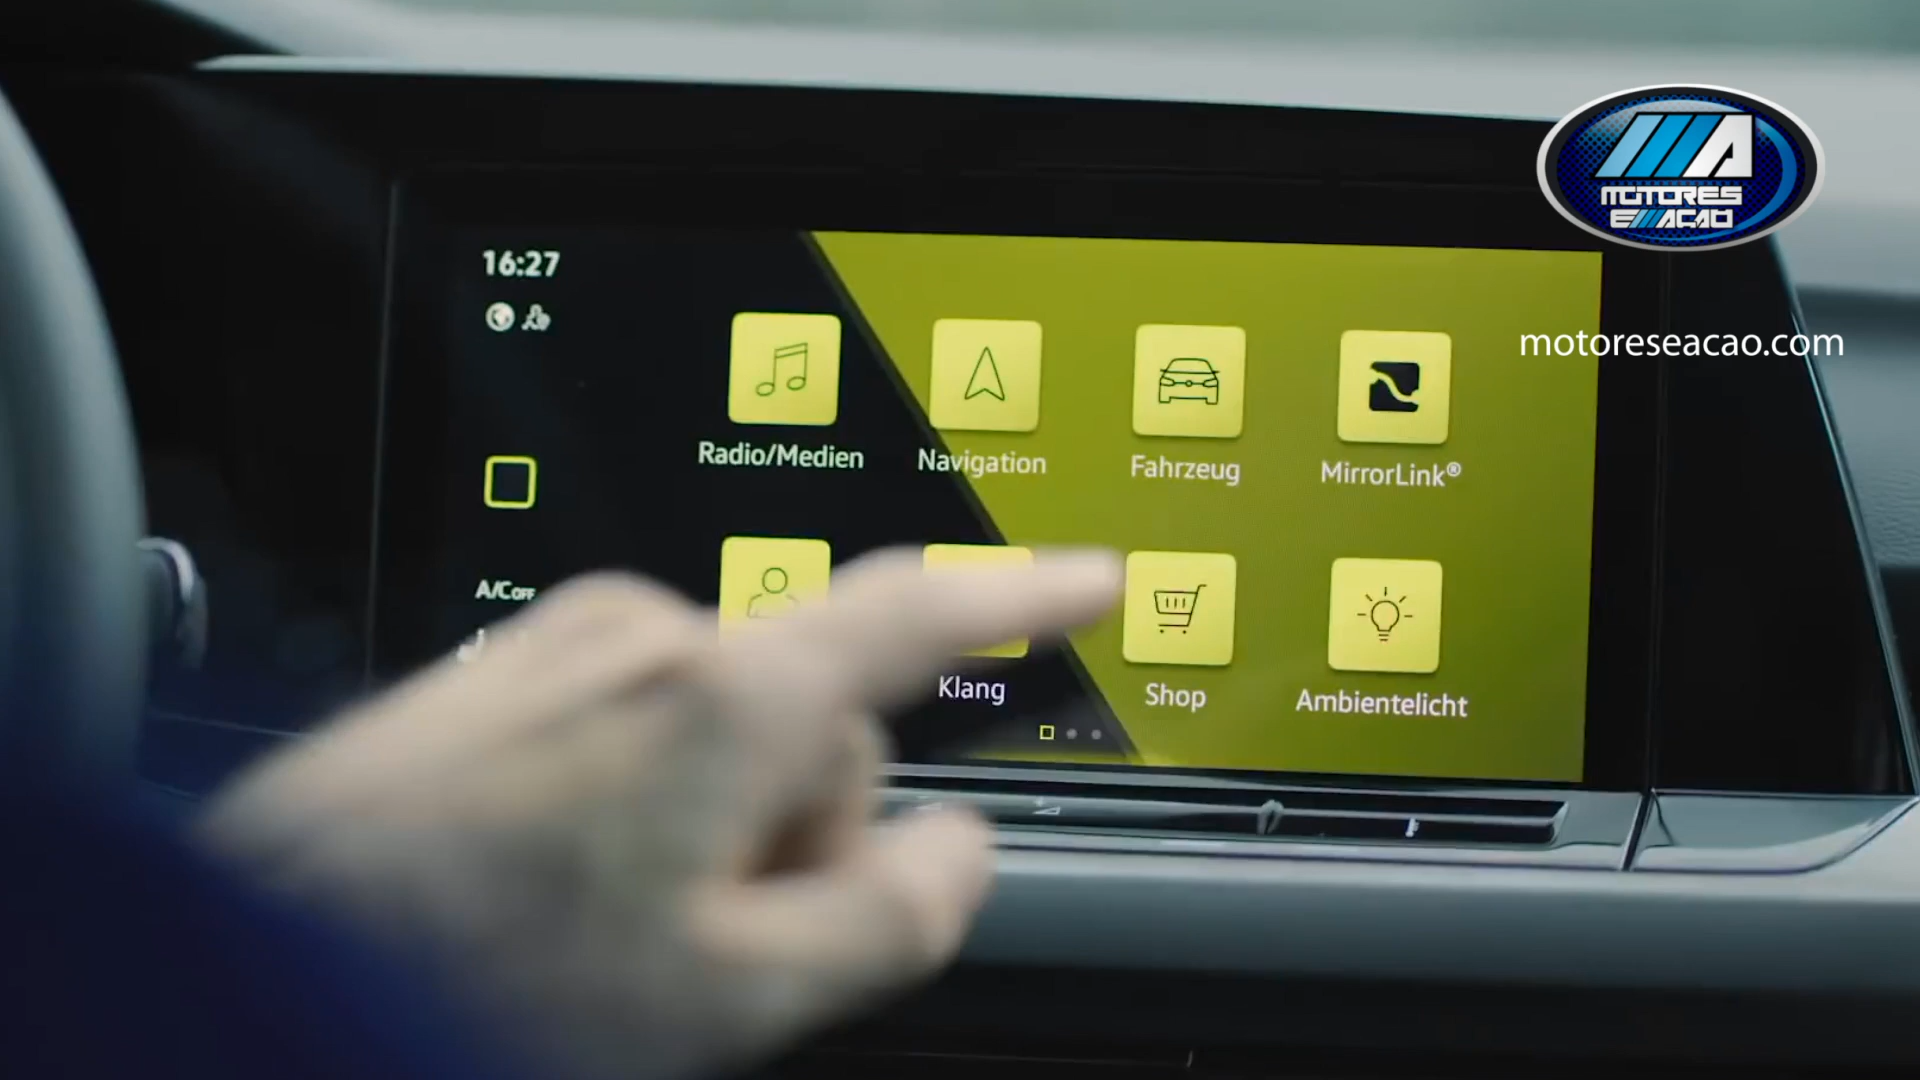 MOTORES
E AÇÃO
motoreseacao.com
16:27
Radio/Medien
Navigation
Fahrzeug
MirrorLink®
A/C OFF
Klang
Shop
Ambientelicht